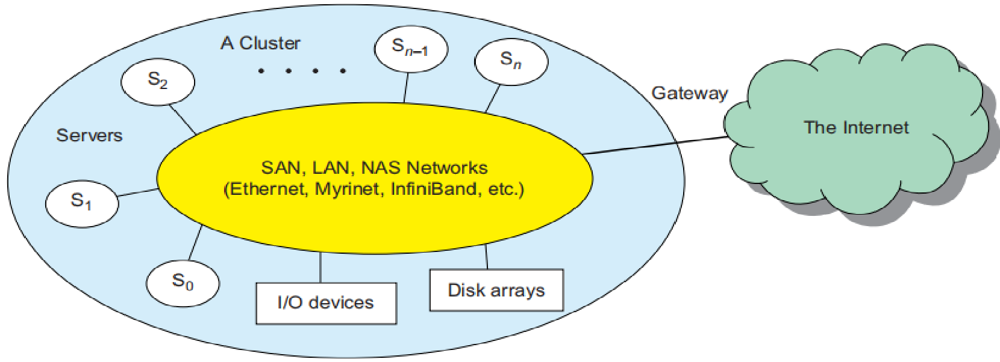 A Cluster
S₂
Sₙ₋₁
Sₙ
Gateway
Servers
The Internet
SAN, LAN, NAS Networks
(Ethernet, Myrinet, InfiniBand, etc.)
S₁
S₀
I/O devices
Disk arrays